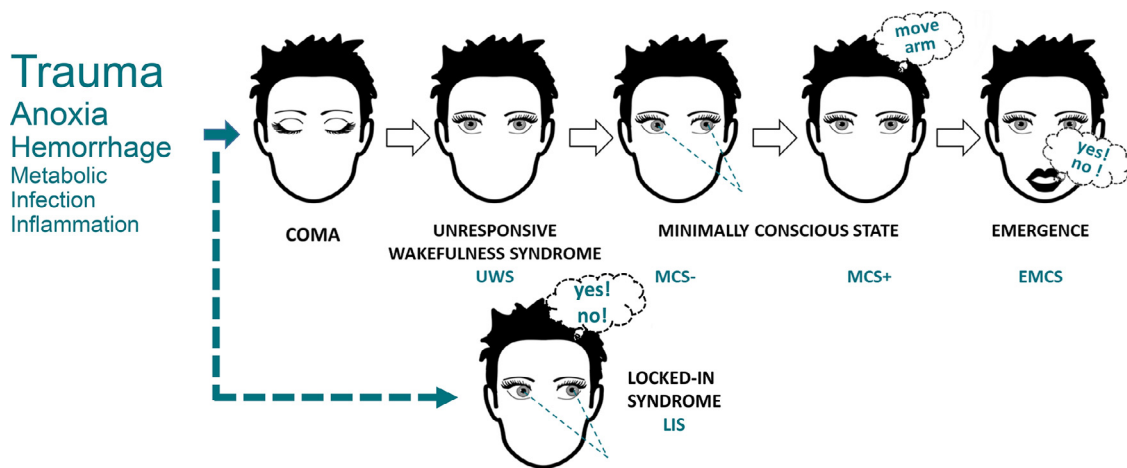 Trauma
Anoxia
Hemorrhage
Metabolic
Infection
Inflammation
move
arm
yes!
no !
COMA
UNRESPONSIVE
WAKEFULNESS SYNDROME
UWS
MINIMALLY CONSCIOUS STATE
MCS-
MCS+
EMERGENCE
EMCS
yes!
no!
LOCKED-IN
SYNDROME
LIS